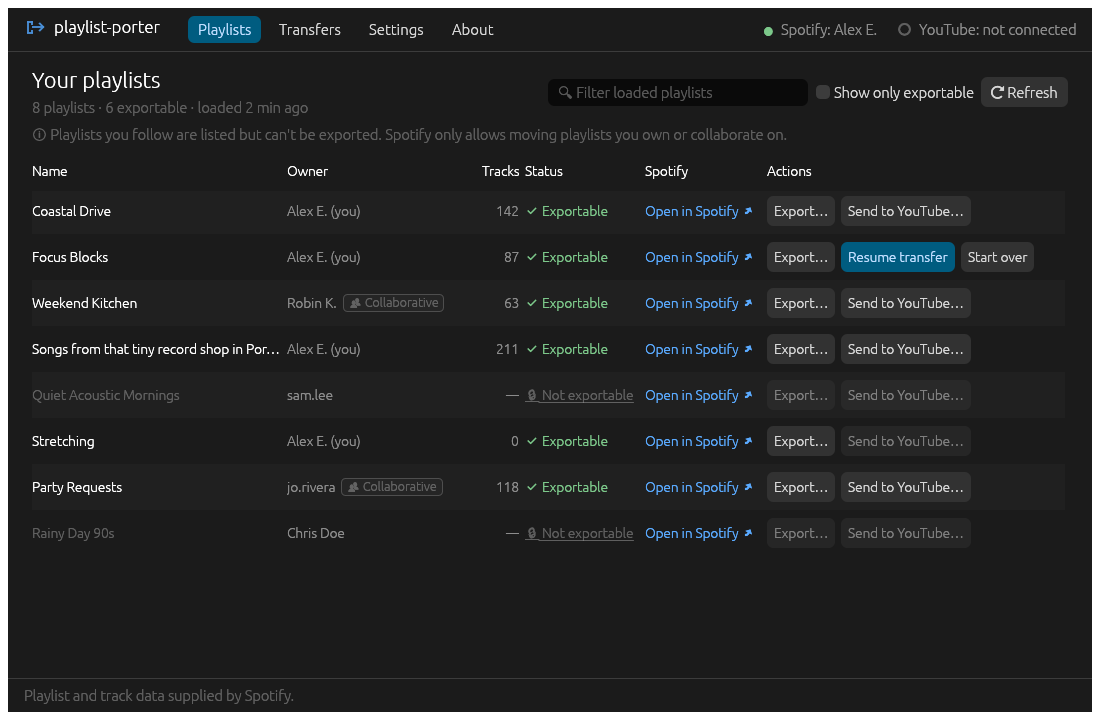 playlist-porter Playlists Transfers Settings About Spotify: Alex E. YouTube: not connected
Your playlists
Filter loaded playlists Show only exportable Refresh
8 playlists · 6 exportable · loaded 2 min ago
Playlists you follow are listed but can't be exported. Spotify only allows moving playlists you own or collaborate on.
Name Owner Tracks Status Spotify Actions
Coastal Drive Alex E. (you) 142 Exportable Open in Spotify Export… Send to YouTube…
Focus Blocks Alex E. (you) 87 Exportable Open in Spotify Export… Resume transfer Start over
Weekend Kitchen Robin K. Collaborative 63 Exportable Open in Spotify Export… Send to YouTube…
Songs from that tiny record shop in Por… Alex E. (you) 211 Exportable Open in Spotify Export… Send to YouTube…
Quiet Acoustic Mornings sam.lee — Not exportable Open in Spotify Export… Send to YouTube…
Stretching Alex E. (you) 0 Exportable Open in Spotify Export… Send to YouTube…
Party Requests jo.rivera Collaborative 118 Exportable Open in Spotify Export… Send to YouTube…
Rainy Day 90s Chris Doe — Not exportable Open in Spotify Export… Send to YouTube…
Playlist and track data supplied by Spotify.